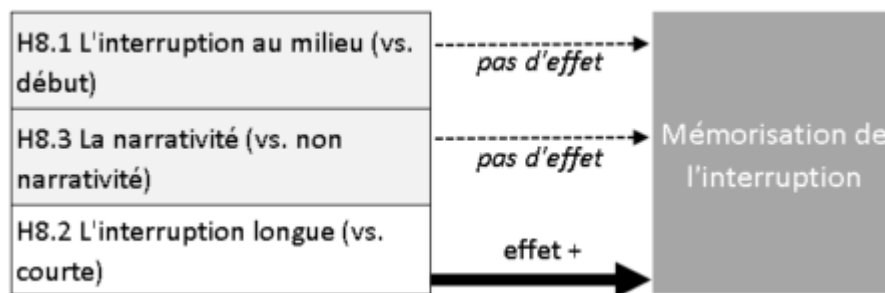 H8.1 L'interruption au milieu (vs.
début)
pas d'effet
H8.3 La narrativité (vs. non
narrativité)
pas d'effet
H8.2 L'interruption longue (vs.
courte)
effet +
Mémorisation de
l'interruption